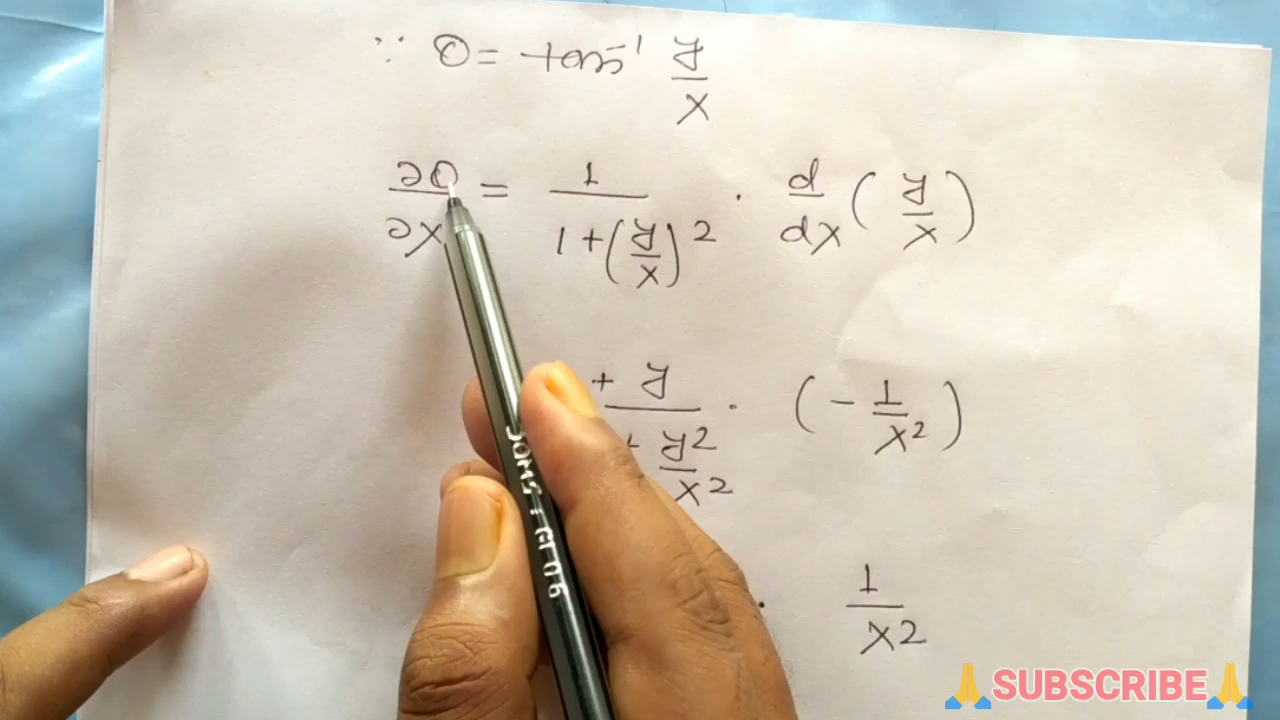 ∵ θ = tan⁻¹ y/x
∂θ/∂x = 1/(1+(y/x)²) · d/dx (y/x)
+ y/(+ y²/x²) · (- 1/x²)
· 1/x2
SUBSCRIBE